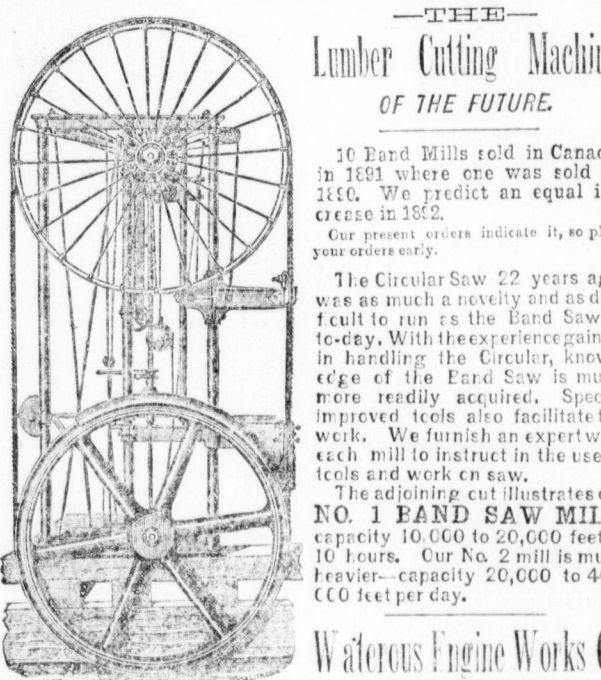 —THE—
Lumber Cutting Machin
OF THE FUTURE.
10 Band Mills sold in Canad
in 1891 where one was sold
1890. We predict an equal i
crease in 1892.
Our present orders indicate it, so pl
your orders early.
The Circular Saw 22 years ag
was as much a novelty and as d
ficult to run as the Band Saw
to-day. With the experience gain
in handling the Circular, know
edge of the Band Saw is mu
more readily acquired. Spec
improved tools also facilitate t
work. We furnish an expert w
each mill to instruct in the use
tools and work on saw.
The adjoining cut illustrates o
NO. 1 BAND SAW MIL
capacity 10,000 to 20,000 feet
10 hours. Our No. 2 mill is mu
heavier—capacity 20,000 to 4
000 feet per day.
Waterous Engine Works C